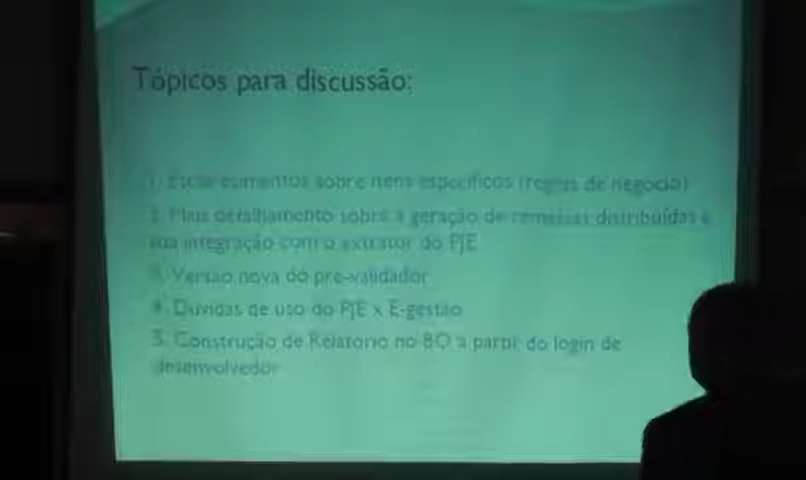 Tópicos para discussão:
1. Esclarecimentos sobre itens específicos (regras de negócio)
2. Mais detalhamento sobre a geração de remessas distribuídas e
sua integração com o extrator do PJE
3. Versão nova do pre-validador
4. Dúvidas de uso do PJE x E-gestão
5. Construção de Relatório no BO a partir do login de
desenvolvedor